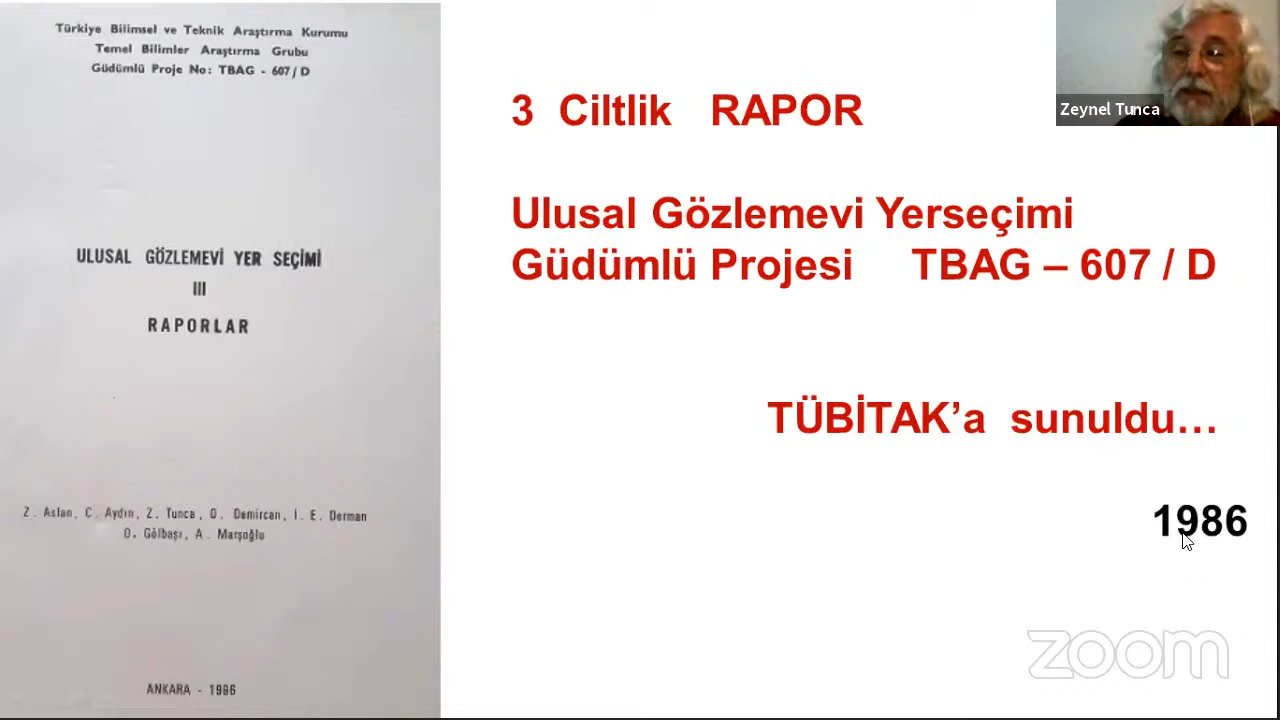 Türkiye Bilimsel ve Teknik Araştırma Kurumu
Temel Bilimler Araştırma Grubu
Güdümlü Proje No: TBAG - 607/D
ULUSAL GÖZLEMEVİ YER SEÇİMİ
III
RAPORLAR
Z. Aslan, C. Aydın, Z. Tunca, O. Demircan, İ. E. Derman
O. Gölbaşı, A. Marşoğlu
ANKARA - 1986
3 Ciltlik RAPOR
Ulusal Gözlemevi Yerseçimi
Güdümlü Projesi TBAG – 607 / D
TÜBİTAK’a sunuldu…
1986
Zeynel Tunca
zoom